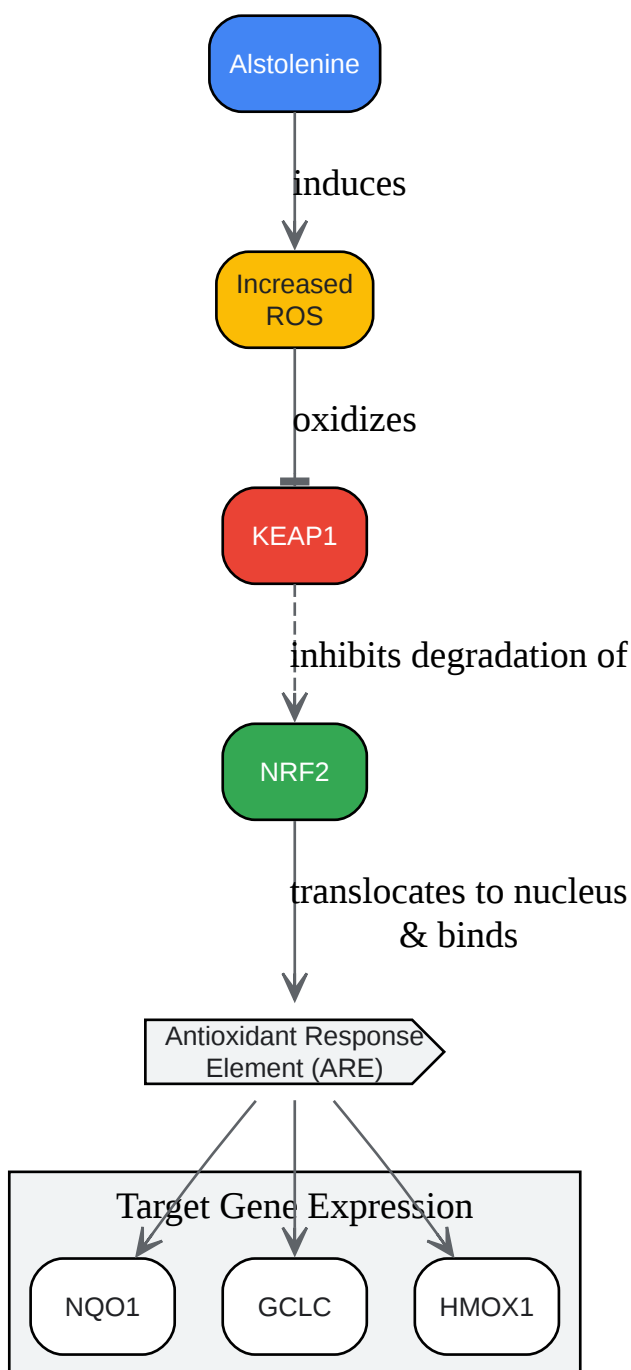 Alstolenine
induces
Increased
ROS
oxidizes
KEAP1
inhibits degradation of
NRF2
translocates to nucleus
& binds
Antioxidant Response
Element (ARE)
Target Gene Expression
NQO1
GCLC
HMOX1